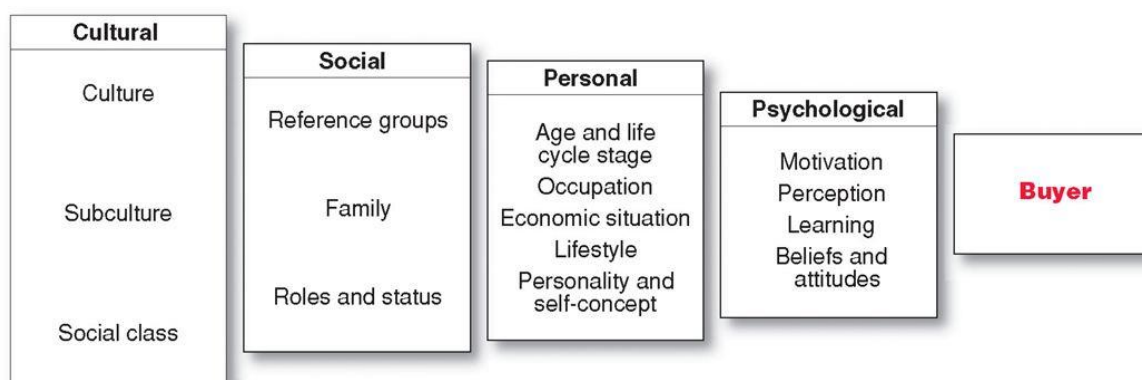 Cultural
Culture
Subculture
Social class
Social
Reference groups
Family
Roles and status
Personal
Age and life
cycle stage
Occupation
Economic situation
Lifestyle
Personality and
self-concept
Psychological
Motivation
Perception
Learning
Beliefs and
attitudes
Buyer